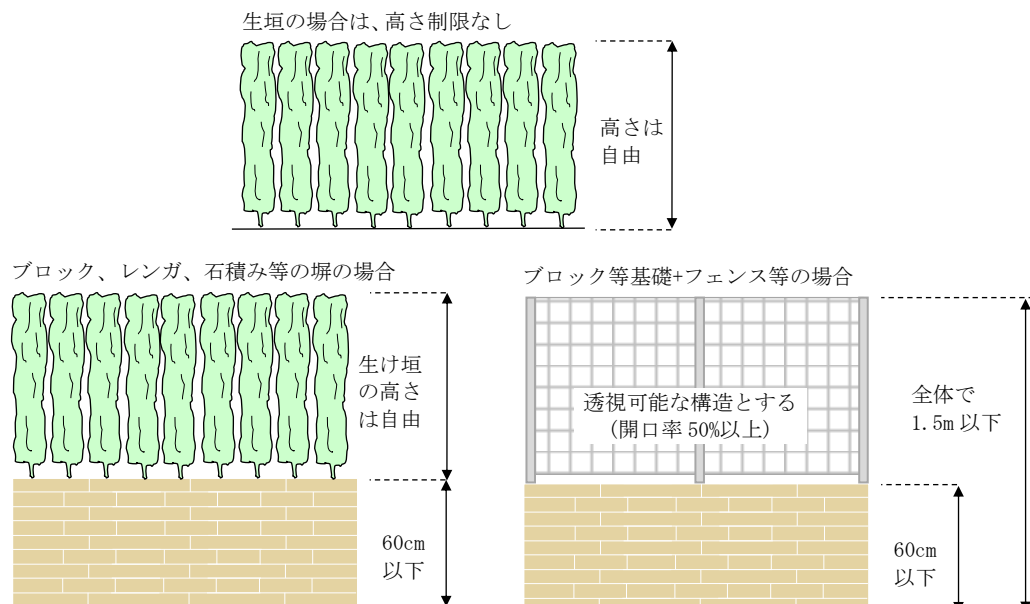 生垣の場合は、高さ制限なし
高さは
自由
ブロック、レンガ、石積み等の塀の場合
生け垣
の高さ
は自由
60cm
以下
ブロック等基礎+フェンス等の場合
透視可能な構造とする
(開口率 50%以上)
全体で
1.5m 以下
60cm
以下